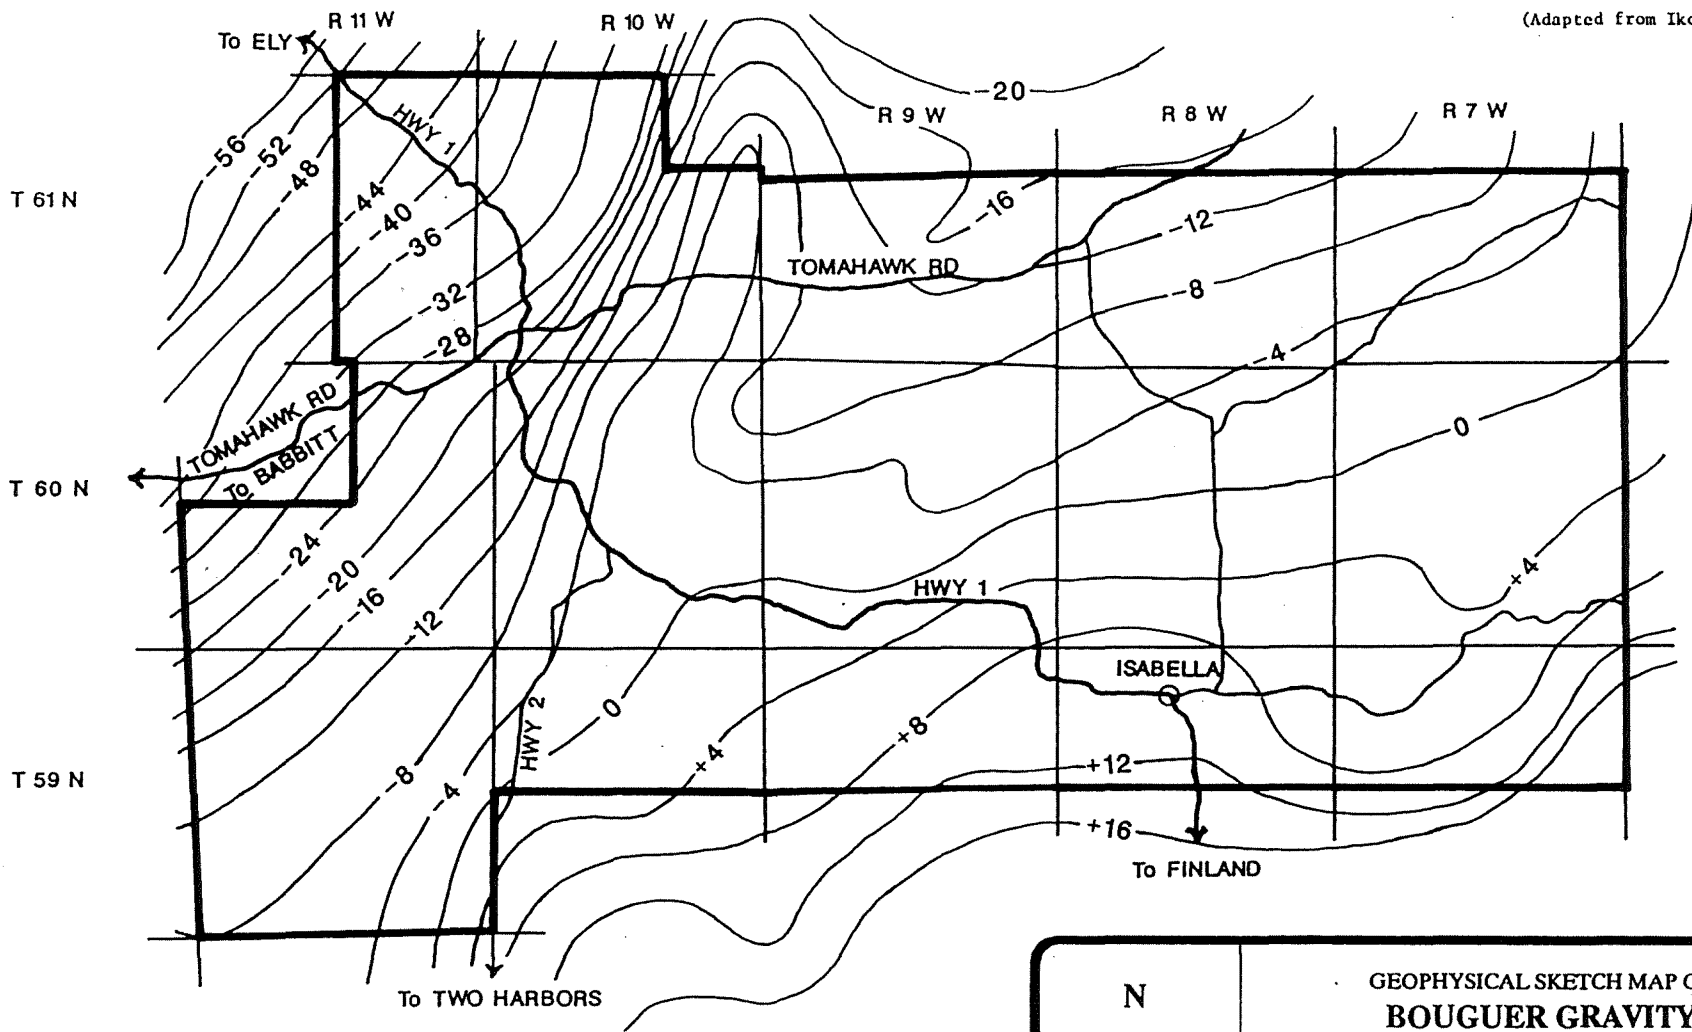 (Adapted from
R 11 W
R 10 W
To ELY
-20
R 9 W
R 8 W
R 7 W
HWY 1
-56
-52
-48
T 61 N
-44
-40
-36
-16
-12
TOMAHAWK RD
-8
-32
-28
-4
TOMAHAWK RD
To BABBITT
0
T 60 N
-24
-20
-16
-12
+4
HWY 1
ISABELLA
HWY 2
0
+8
+4
+12
T 59 N
-8
-4
+16
To FINLAND
To TWO HARBORS
N
GEOPHYSICAL SKETCH MAP
BOUGUER GRAVITY